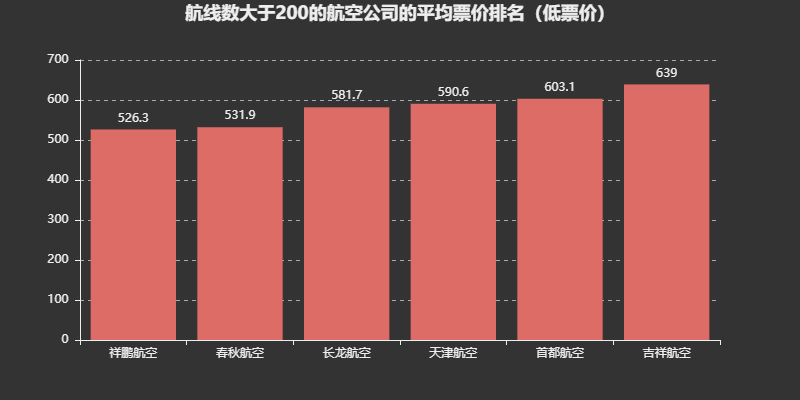 航线数大于200的航空公司的平均票价排名（低票价）
700
600
500
400
300
200
100
0
526.3
531.9
581.7
590.6
603.1
639
祥鹏航空
春秋航空
长龙航空
天津航空
首都航空
吉祥航空